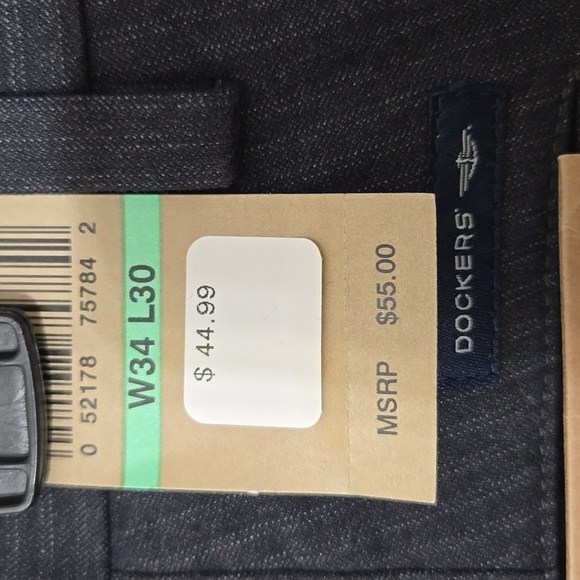 DOCKERS®
MSRP $55.00
$ 44.99
W34 L30
0 52178 75784 2